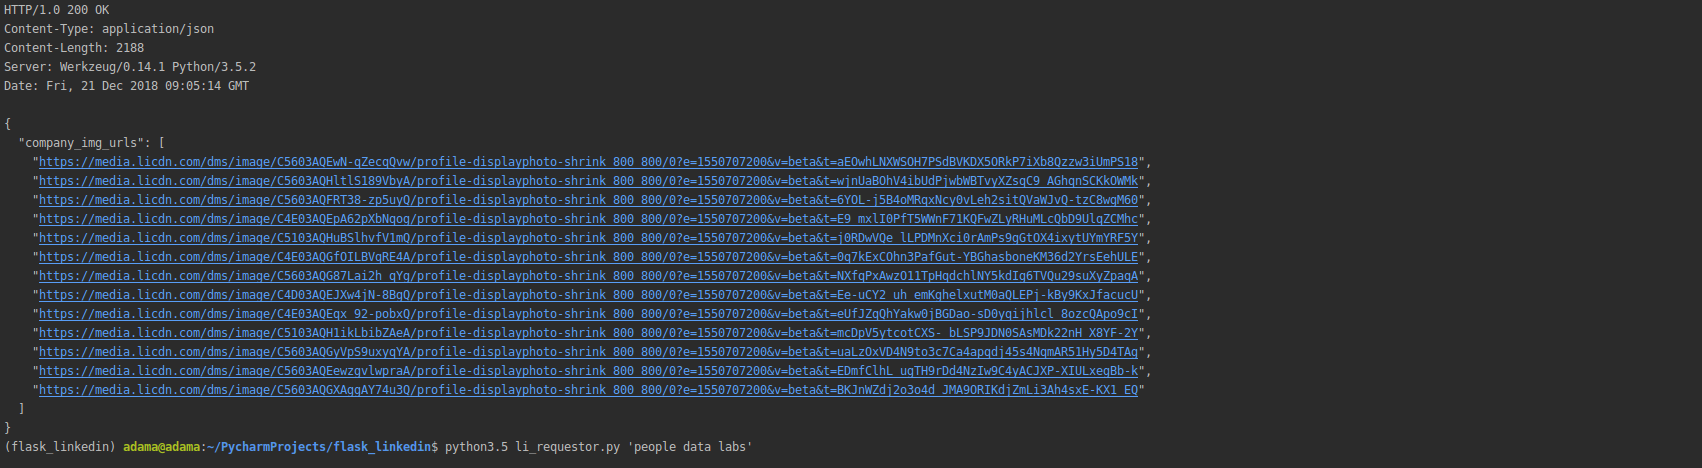 HTTP/1.0 200 OK
Content-Type: application/json
Content-Length: 2188
Server: Werkzeug/0.14.1 Python/3.5.2
Date: Fri, 21 Dec 2018 09:05:14 GMT
{
"company_img_urls": [
"https://media.licdn.com/dms/image/C5603AQEwN-qZecqQvw/profile-displayphoto-shrink_800_800/0?e=1550707200&v=beta&t=aEOwhLNXWSOH7PSdBVKDX5ORkP7iXb8Qzzw3iUmPS18",
"https://media.licdn.com/dms/image/C5603AQHltlS189VbyA/profile-displayphoto-shrink_800_800/0?e=1550707200&v=beta&t=wjnUaBOhV4ibUdPjwbWBTvyXZsqC9_AGhqnSCKkOWMk",
"https://media.licdn.com/dms/image/C5603AQFRT38-zp5uyQ/profile-displayphoto-shrink_800_800/0?e=1550707200&v=beta&t=6YOL-j5B4oMRqxNcy0vLeh2sitQVaWJvQ-tzC8wqM60",
"https://media.licdn.com/dms/image/C4E03AQEpA62pXbNqog/profile-displayphoto-shrink_800_800/0?e=1550707200&v=beta&t=E9_mxlI0PfT5WWnF71KQFwZLyRHuMLcQbD9UlqZCMhc",
"https://media.licdn.com/dms/image/C5103AQHuBSlhvfV1mQ/profile-displayphoto-shrink_800_800/0?e=1550707200&v=beta&t=j0RDwVQe_lLPDMnXci0rAmPs9qGtOX4ixytUYmYRF5Y",
"https://media.licdn.com/dms/image/C4E03AQGfOILBVqRE4A/profile-displayphoto-shrink_800_800/0?e=1550707200&v=beta&t=0q7kExCOhn3PafGut-YBGhasboneKM36d2YrsEehULE",
"https://media.licdn.com/dms/image/C5603AQG87Lai2h_qYg/profile-displayphoto-shrink_800_800/0?e=1550707200&v=beta&t=NXfqPxAwzO11TpHqdchlNY5kdIg6TVQu29suXyZpaqA",
"https://media.licdn.com/dms/image/C4D03AQEJXw4jN-8BqQ/profile-displayphoto-shrink_800_800/0?e=1550707200&v=beta&t=Ee-uCY2_uh_emKghelxutM0aQLEPj-kBy9KxJfacucU",
"https://media.licdn.com/dms/image/C4E03AQEqx_92-pobxQ/profile-displayphoto-shrink_800_800/0?e=1550707200&v=beta&t=eUfJZqQhYakw0jBGDao-sD0yqijhlcl_8ozcQApo9cI",
"https://media.licdn.com/dms/image/C5103AQH1ikLbibZAeA/profile-displayphoto-shrink_800_800/0?e=1550707200&v=beta&t=mcDpV5ytcotCXS-_bLSP9JDN0SAsMDk22nH_X8YF-2Y",
"https://media.licdn.com/dms/image/C5603AQGyVpS9uxyqYA/profile-displayphoto-shrink_800_800/0?e=1550707200&v=beta&t=uaLzOxVD4N9to3c7Ca4apqdj45s4NqmAR51Hy5D4TAg",
"https://media.licdn.com/dms/image/C5603AQEewzqvlwpraA/profile-displayphoto-shrink_800_800/0?e=1550707200&v=beta&t=EDmfClhL_uqTH9rDd4NzIw9C4yACJXP-XIULxegBb-k",
"https://media.licdn.com/dms/image/C5603AQGXAqgAY74u3Q/profile-displayphoto-shrink_800_800/0?e=1550707200&v=beta&t=BKJnWZdj2o3o4d_JMA9ORIKdjZmLi3Ah4sxE-KX1_EQ"
]
}
(flask_linkedin) adama@adama:~/PycharmProjects/flask_linkedin$ python3.5 li_requestor.py 'people data labs'